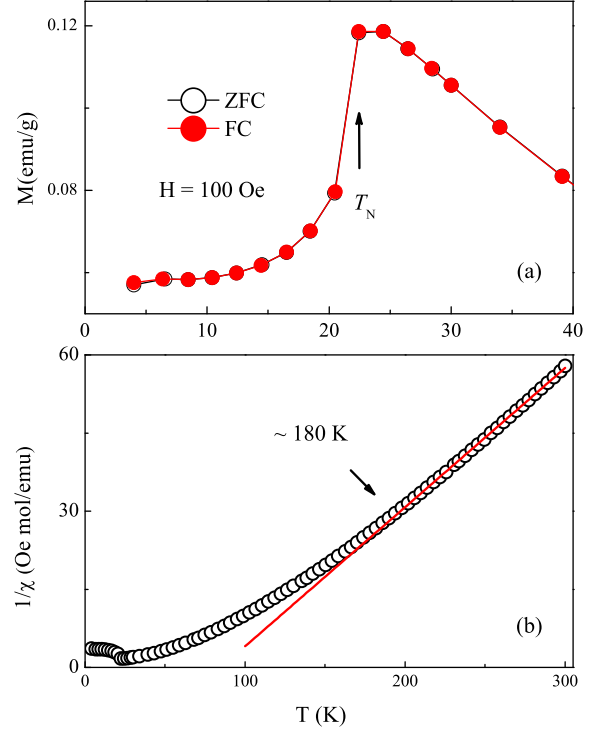 0.12
ZFC
FC
M(emu/g)
H = 100 Oe
T_N
0.08
(a)
0 10 20 30 40
60
~ 180 K
1/χ (Oe mol/emu)
30
(b)
0
0 100 200 300
T (K)